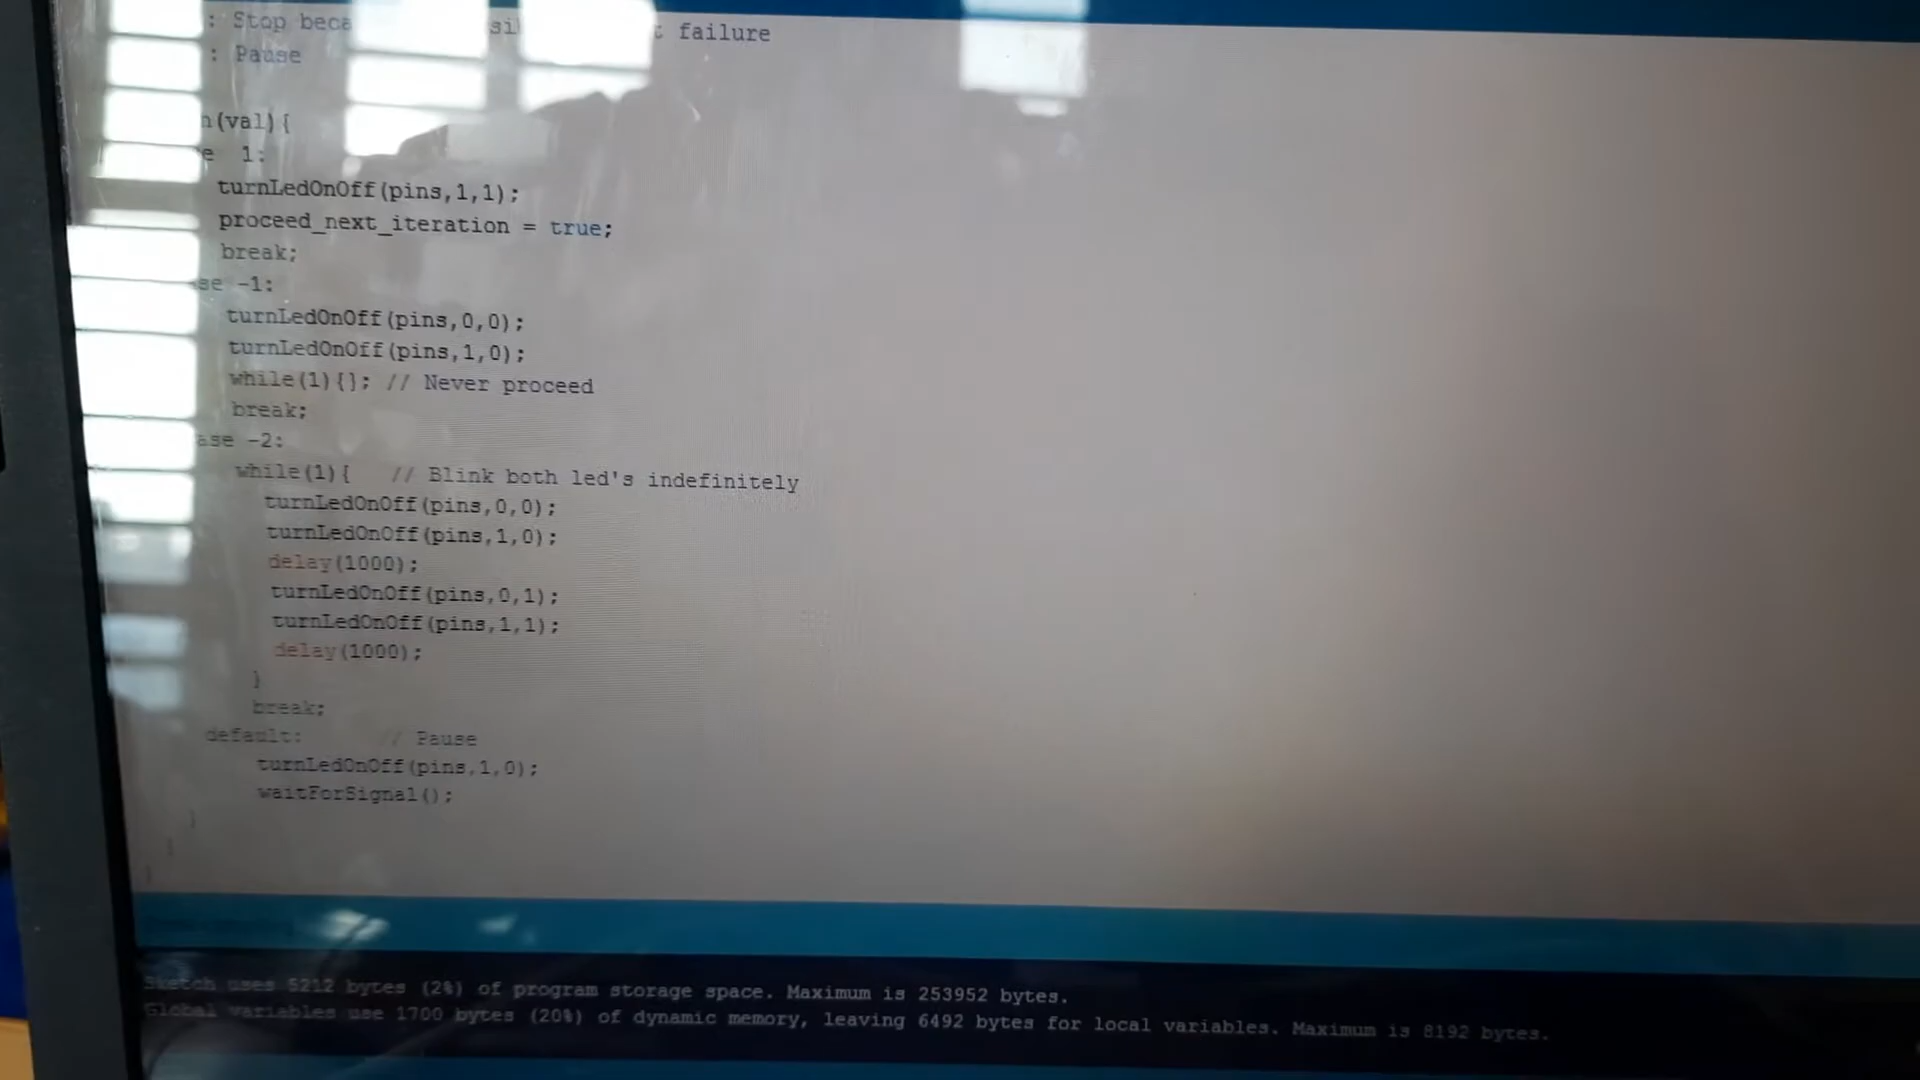 : Stop failure
: Pause
(val){
1:
turnLedOnOff(pins,1,1);
proceed_next_iteration = true;
break;
se -1:
turnLedOnOff(pins,0,0);
turnLedOnOff(pins,1,0);
while(1){}; // Never proceed
break;
ase -2:
while(1){ // Blink both led's indefinitely
turnLedOnOff(pins,0,0);
turnLedOnOff(pins,1,0);
delay(1000);
turnLedOnOff(pins,0,1);
turnLedOnOff(pins,1,1);
delay(1000);
}
break;
default: // Pause
turnLedOnOff(pins,1,0);
waitForSignal();
}
}
}
Sketch uses 5212 bytes (2%) of program storage space. Maximum is 253952 bytes.
Global variables use 1700 bytes (20%) of dynamic memory, leaving 6492 bytes for local variables. Maximum is 8192 bytes.